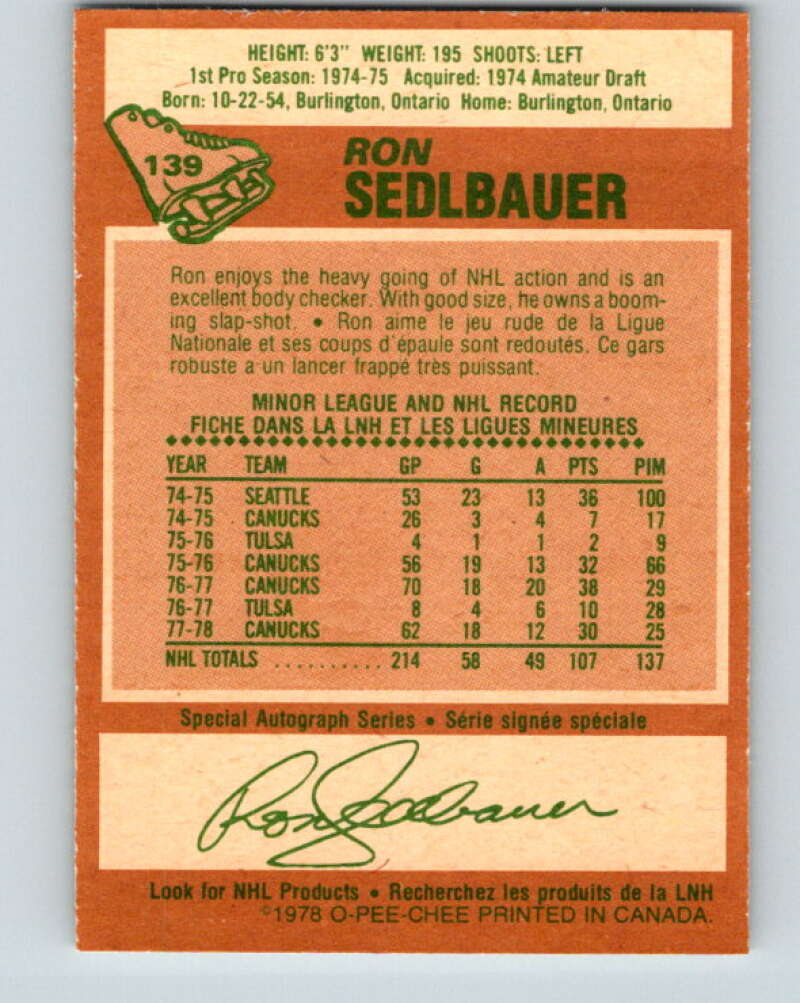 HEIGHT: 6'3" WEIGHT: 195 SHOOTS: LEFT
1st Pro Season: 1974-75 Acquired: 1974 Amateur Draft
Born: 10-22-54, Burlington, Ontario Home: Burlington, Ontario
139
RON
SEDLBAUER
Ron enjoys the heavy going of NHL action and is an
excellent body checker. With good size, he owns a boom-
ing slap-shot. • Ron aime le jeu rude de la Ligue
Nationale et ses coups d'épaule sont redoutés. Ce gars
robuste a un lancer frappé très puissant.
MINOR LEAGUE AND NHL RECORD
FICHE DANS LA LNH ET LES LIGUES MINEURES
YEAR TEAM GP G A PTS PIM
74-75 SEATTLE 53 23 13 36 100
74-75 CANUCKS 26 3 4 7 17
75-76 TULSA 4 1 1 2 9
75-76 CANUCKS 56 19 13 32 66
76-77 CANUCKS 70 18 20 38 29
76-77 TULSA 8 4 6 10 28
77-78 CANUCKS 62 18 12 30 25
NHL TOTALS .......... 214 58 49 107 137
Special Autograph Series • Série signée spéciale
Ron Sedlbauer
Look for NHL Products • Recherchez les produits de la LNH
©1978 O-PEE-CHEE PRINTED IN CANADA.